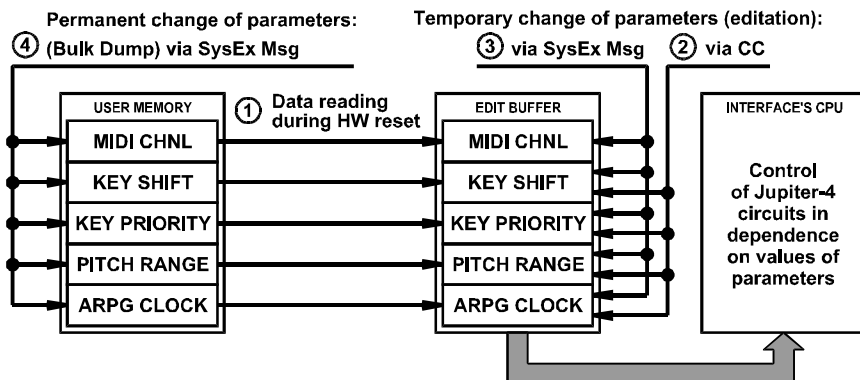 Permanent change of parameters:
④ (Bulk Dump) via SysEx Msg
Temporary change of parameters (editation):
③ via SysEx Msg
② via CC
USER MEMORY
MIDI CHNL
KEY SHIFT
KEY PRIORITY
PITCH RANGE
ARPG CLOCK
① Data reading
during HW reset
EDIT BUFFER
MIDI CHNL
KEY SHIFT
KEY PRIORITY
PITCH RANGE
ARPG CLOCK
INTERFACE'S CPU
Control
of Jupiter-4
circuits in
dependence
on values of
parameters